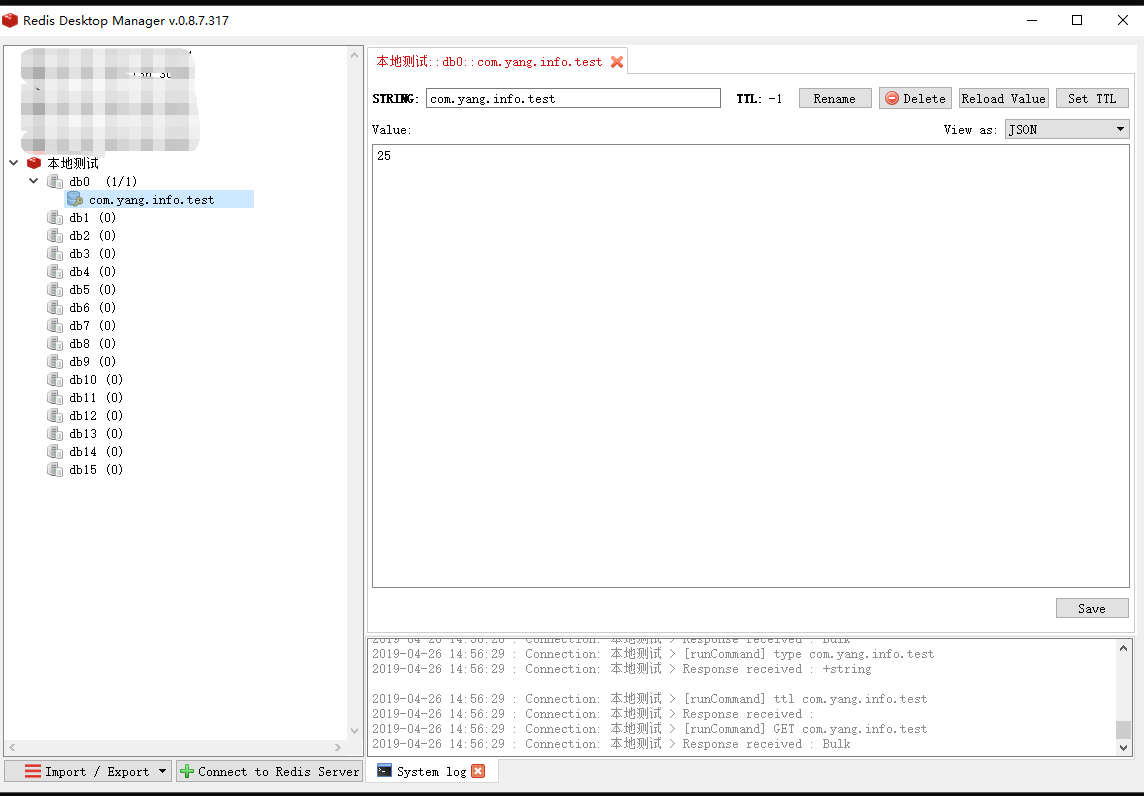 Redis Desktop Manager v.0.8.7.317
本地测试
db0 (1/1)
com.yang.info.test
db1 (0)
db2 (0)
db3 (0)
db4 (0)
db5 (0)
db6 (0)
db7 (0)
db8 (0)
db9 (0)
db10 (0)
db11 (0)
db12 (0)
db13 (0)
db14 (0)
db15 (0)
Import / Export
Connect to Redis Server
本地测试::db0::com.yang.info.test
STRING: com.yang.info.test TTL: -1 Rename Delete Reload Value Set TTL
Value: View as: JSON
25
Save
2019-04-26 14:56:28 : Connection: 本地测试 > Response received : Bulk
2019-04-26 14:56:29 : Connection: 本地测试 > [runCommand] type com.yang.info.test
2019-04-26 14:56:29 : Connection: 本地测试 > Response received : +string
2019-04-26 14:56:29 : Connection: 本地测试 > [runCommand] ttl com.yang.info.test
2019-04-26 14:56:29 : Connection: 本地测试 > Response received :
2019-04-26 14:56:29 : Connection: 本地测试 > [runCommand] GET com.yang.info.test
2019-04-26 14:56:29 : Connection: 本地测试 > Response received : Bulk
System log